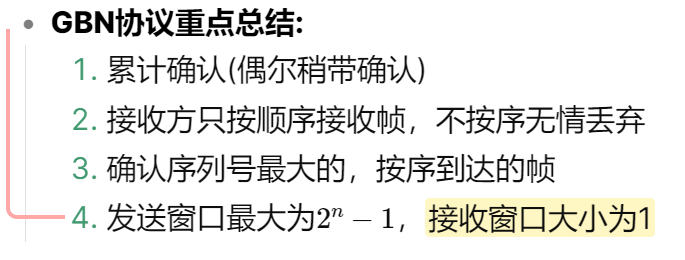 GBN协议重点总结:
1. 累计确认(偶尔稍带确认)
2. 接收方只按顺序接收帧，不按序无情丢弃
3. 确认序列号最大的，按序到达的帧
4. 发送窗口最大为2ⁿ − 1，接收窗口大小为1